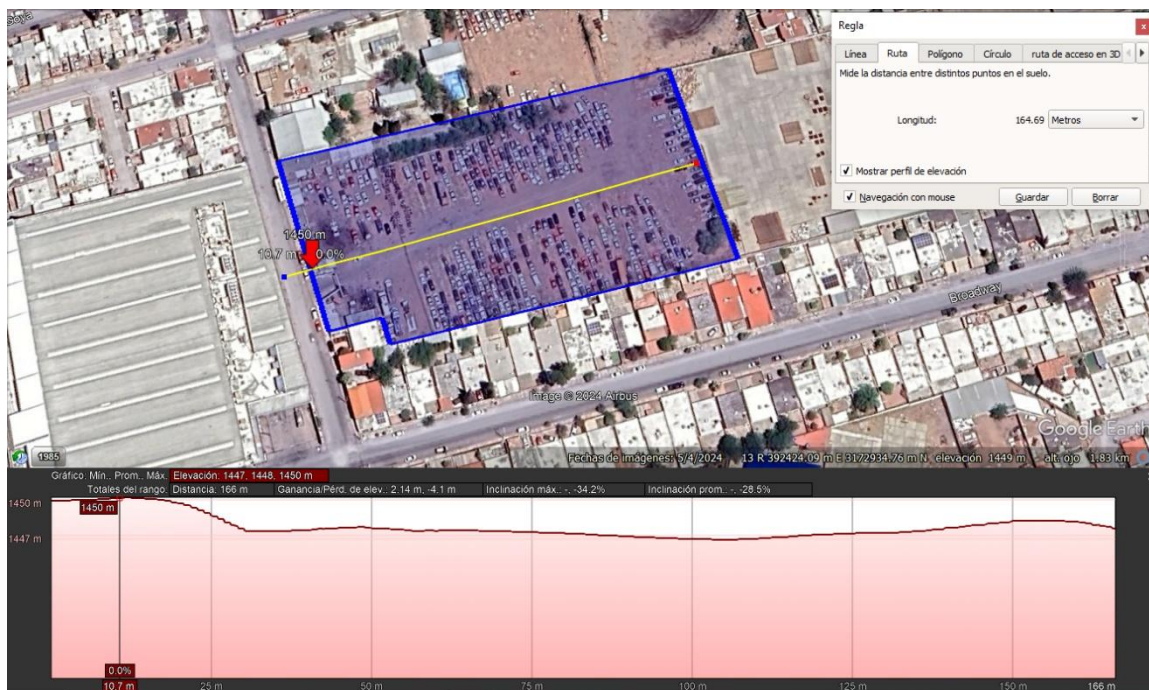 Goya
Regla
Línea Ruta Polígono Círculo ruta de acceso en 3D
Mide la distancia entre distintos puntos en el suelo.
Longitud: 164.69 Metros
Mostrar perfil de elevación
Navegación con mouse Guardar Borrar
1450 m
10.7 m 0.0%
Broadway
Image © 2024 Airbus
Google Earth
1985
Fechas de imágenes: 5/4/2024 13 R 392424.09 m E 3172934.76 m N elevación 1449 m alt. ojo 1.83 km
Gráfico: Mín., Prom., Máx. Elevación: 1447, 1448, 1450 m
Totales del rango: Distancia: 166 m Ganancia/Pérd. de elev.: 2.14 m, -4.1 m Inclinación máx.: -, -34.2% Inclinación prom.: -, -28.5%
1450 m
1450 m
1447 m
0.0%
10.7 m 25 m 50 m 75 m 100 m 125 m 150 m 166 m